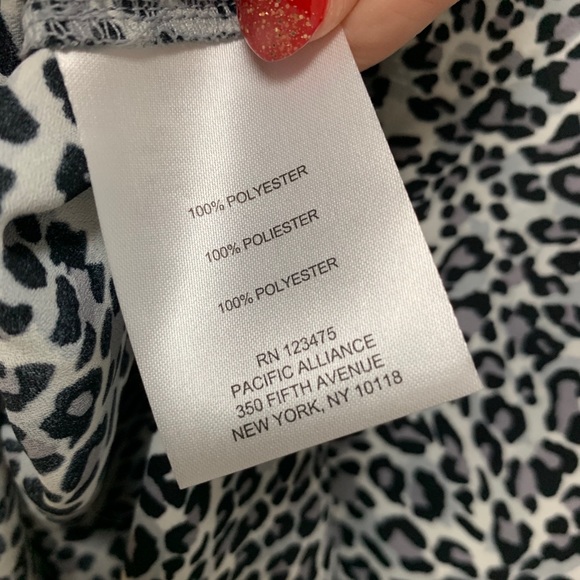 100% POLYESTER
100% POLIESTER
100% POLYESTER
RN 123475
PACIFIC ALLIANCE
350 FIFTH AVENUE
NEW YORK, NY 10118